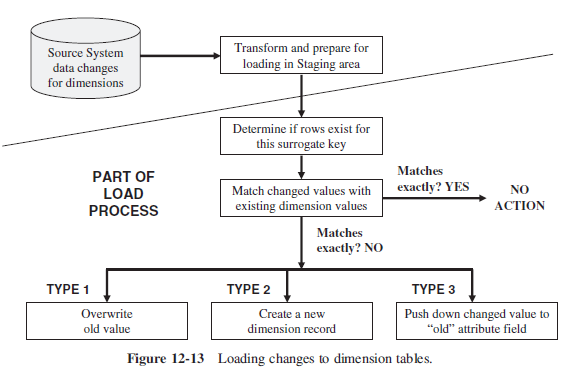 Source System
data changes
for dimensions
Transform and prepare for
loading in Staging area
Determine if rows exist for
this surrogate key
PART OF
LOAD
PROCESS
Match changed values with
existing dimension values
Matches
exactly? YES
NO
ACTION
Matches
exactly? NO
TYPE 1
Overwrite
old value
TYPE 2
Create a new
dimension record
TYPE 3
Push down changed value to
“old” attribute field
Figure 12-13 Loading changes to dimension tables.